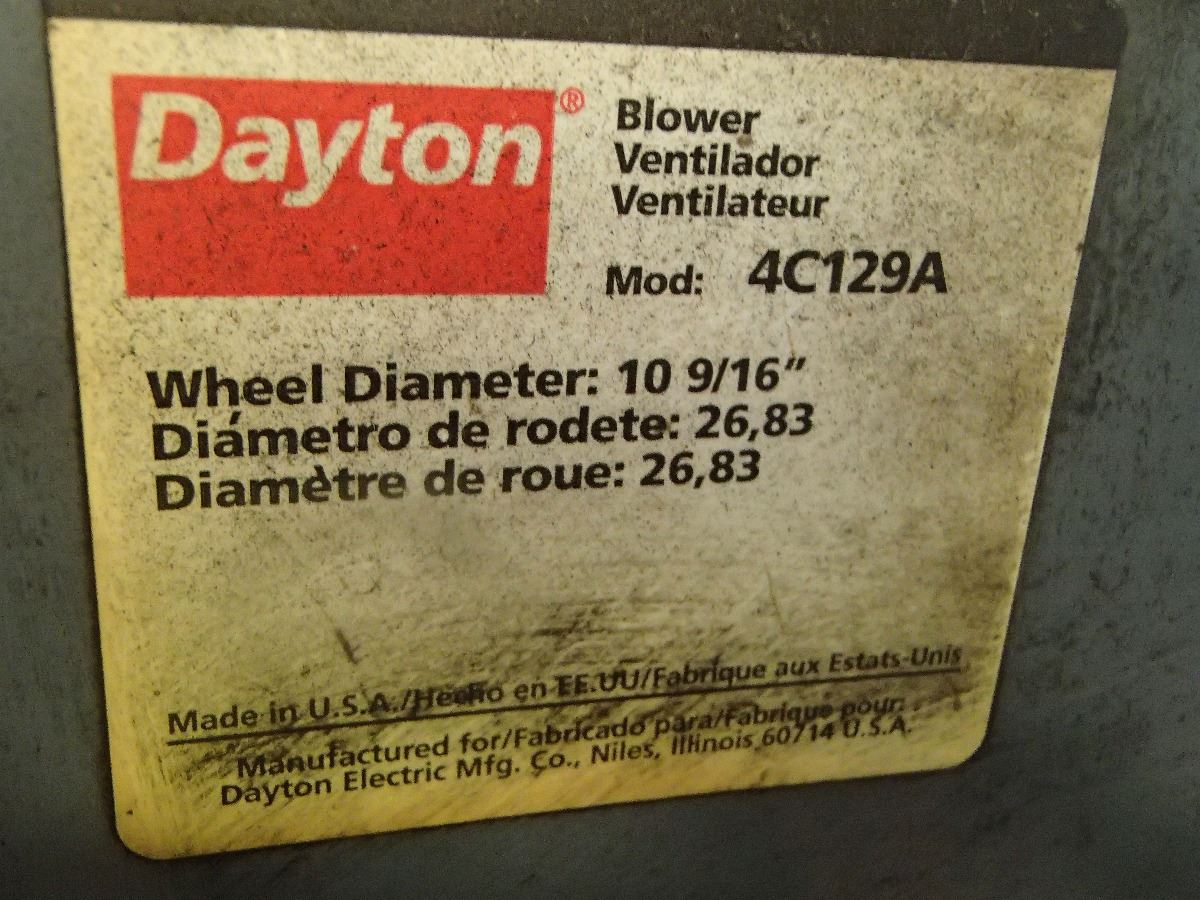 Dayton®
Blower
Ventilador
Ventilateur
Mod: 4C129A
Wheel Diameter: 10 9/16”
Diámetro de rodete: 26,83
Diamètre de roue: 26,83
Made in U.S.A./Hecho en EE.UU/Fabrique aux Estats-Unis
Manufactured for/Fabricado para/Fabrique pour:
Dayton Electric Mfg. Co., Niles, Illinois 60714 U.S.A.